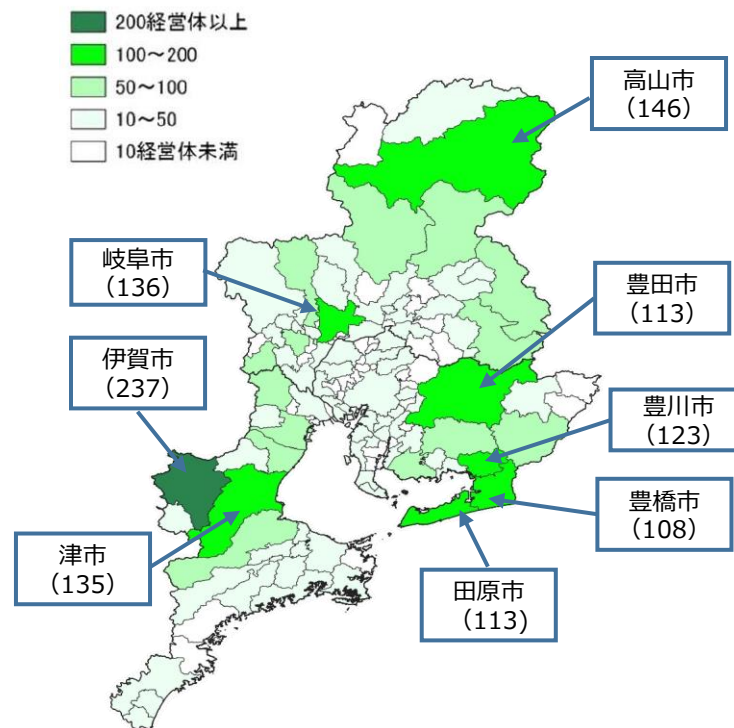 200経営体以上
100～200
50～100
10～50
10経営体未満
高山市
（146）
岐阜市
（136）
豊田市
（113）
伊賀市
（237）
豊川市
（123）
豊橋市
（108）
津市
（135）
田原市
（113)